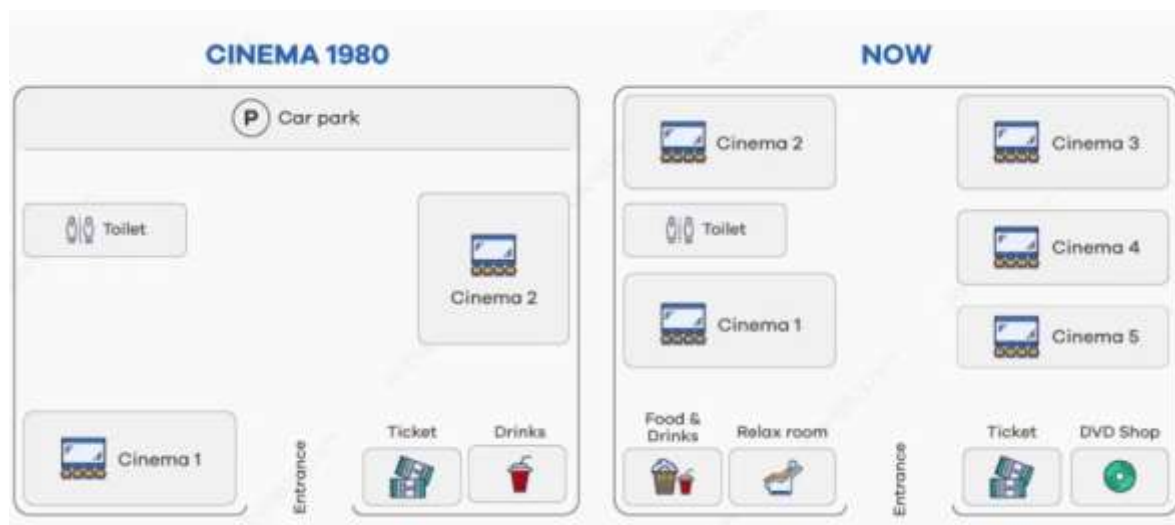 CINEMA 1980
P Car park
Toilet
Cinema 2
Cinema 1
Entrance
Ticket
Drinks
NOW
Cinema 2
Cinema 3
Toilet
Cinema 4
Cinema 1
Cinema 5
Food &
Drinks
Relax room
Entrance
Ticket
DVD Shop